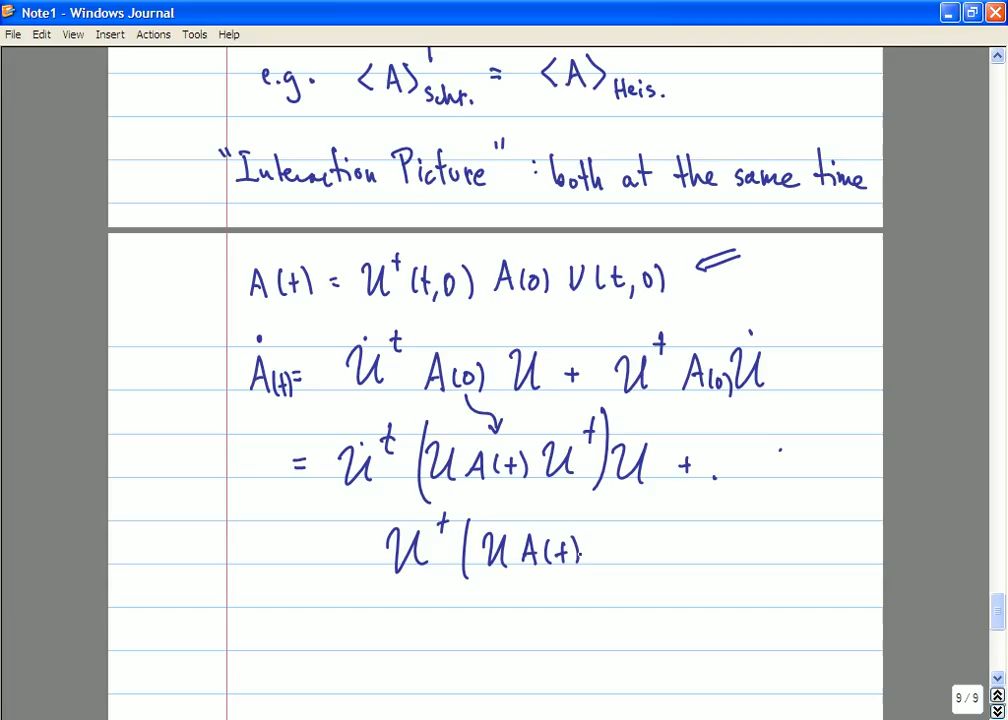 Note1 - Windows Journal
File Edit View Insert Actions Tools Help
e.g. ⟨A⟩Schr. = ⟨A⟩Heis.
"Interaction Picture" : both at the same time
A(t) = U†(t,0) A(0) U(t,0) ⇐
Ȧ(t) = U̇† A(0) U + U† A(0) U̇
= U̇† (U A(t) U†) U + .
U† (U A(t)
9/9